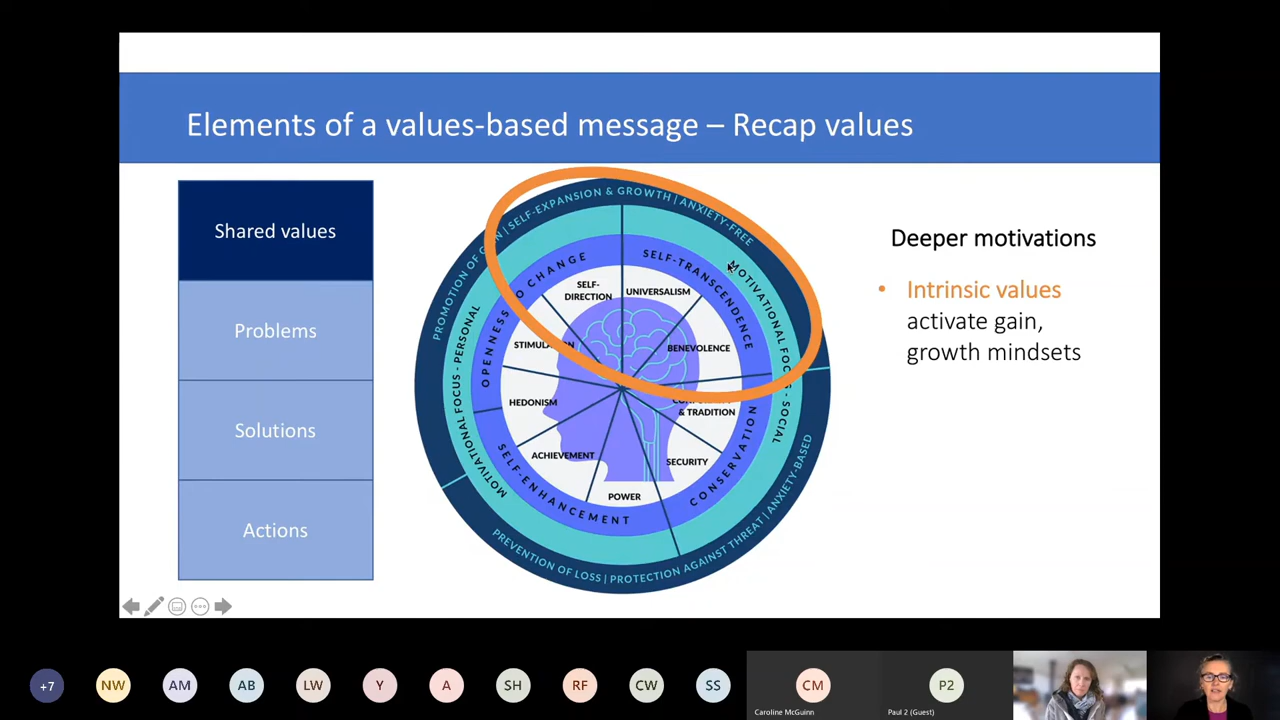 Elements of a values-based message – Recap values
Shared values
Problems
Solutions
Actions
PROMOTION OF GAIN | SELF-EXPANSION & GROWTH | ANXIETY-FREE
MOTIVATIONAL FOCUS - PERSONAL
MOTIVATIONAL FOCUS - SOCIAL
OPENNESS TO CHANGE
SELF-TRANSCENDENCE
SELF-
DIRECTION
UNIVERSALISM
STIMULATION
BENEVOLENCE
HEDONISM
& TRADITION
ACHIEVEMENT
SECURITY
POWER
SELF-ENHANCEMENT
CONSERVATION
PREVENTION OF LOSS | PROTECTION AGAINST THREAT | ANXIETY-BASED
Deeper motivations
• Intrinsic values
activate gain,
growth mindsets
+7
NW
AM
AB
LW
Y
A
SH
RF
CW
SS
CM
P2
Caroline McGuinn
Paul 2 (Guest)